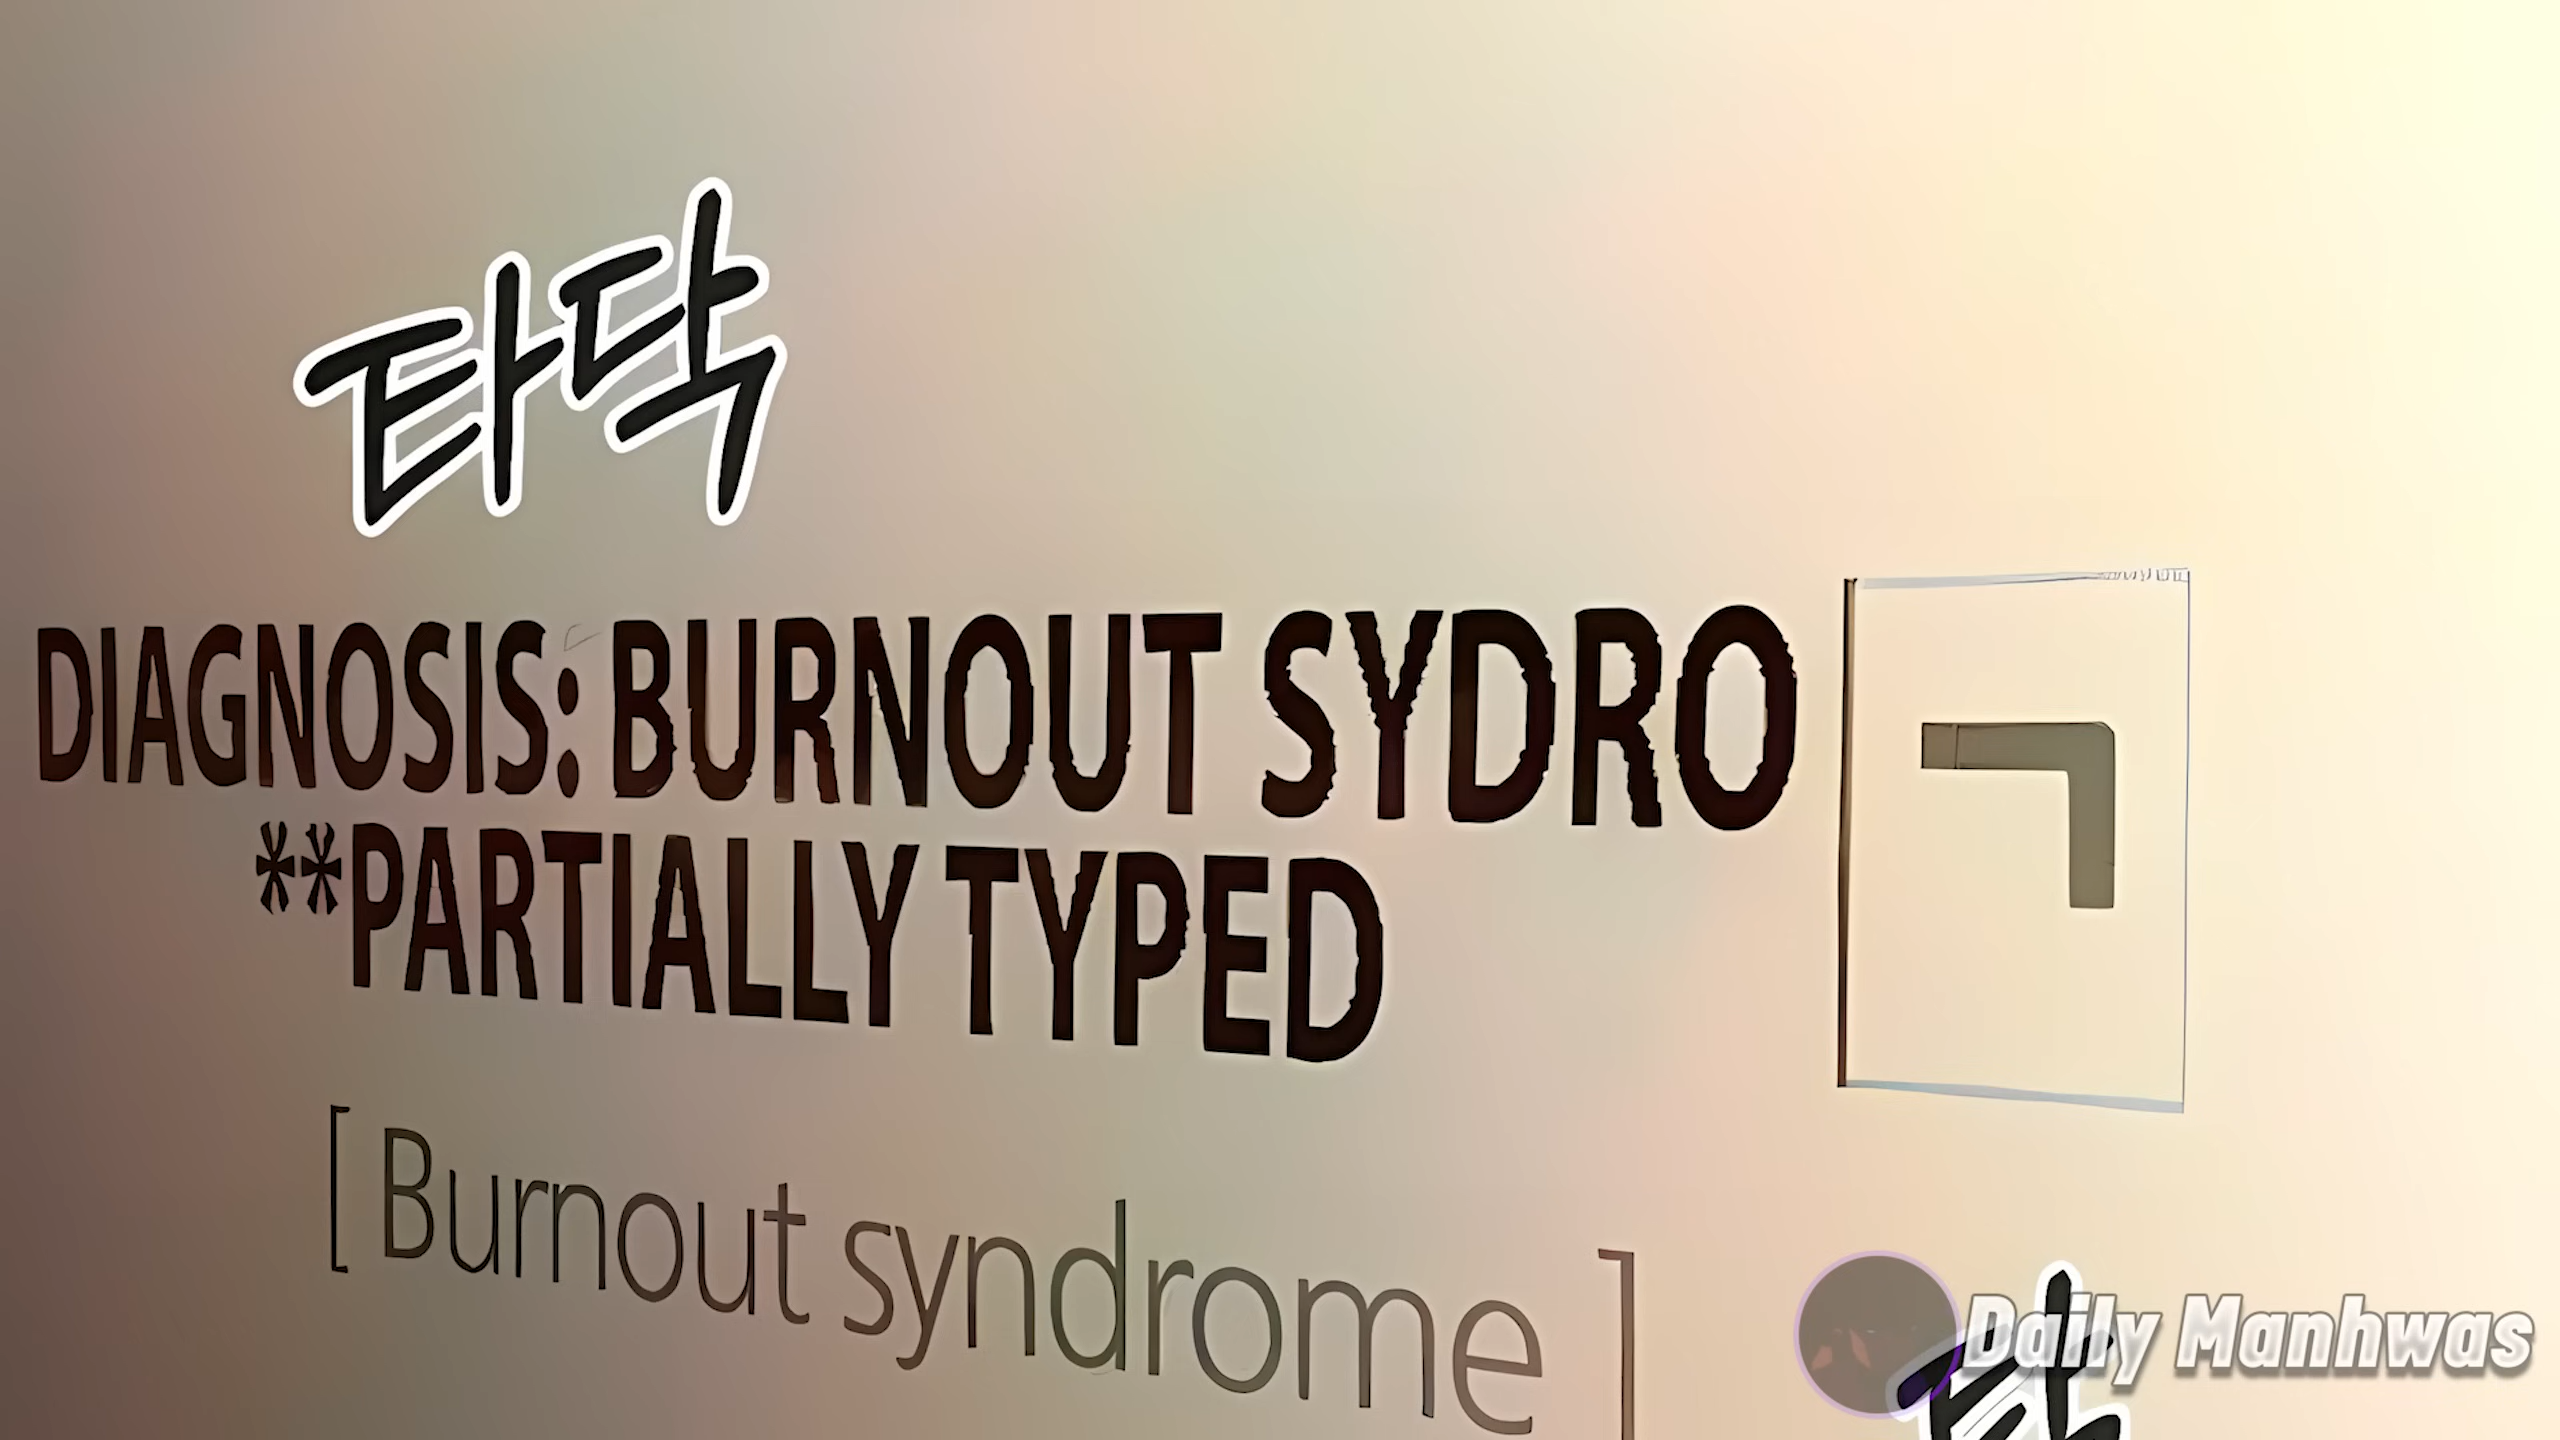 타닥
DIAGNOSIS: BURNOUT SYDRO ㄱ
**PARTIALLY TYPED
[ Burnout syndrome ]
Daily Manhwas